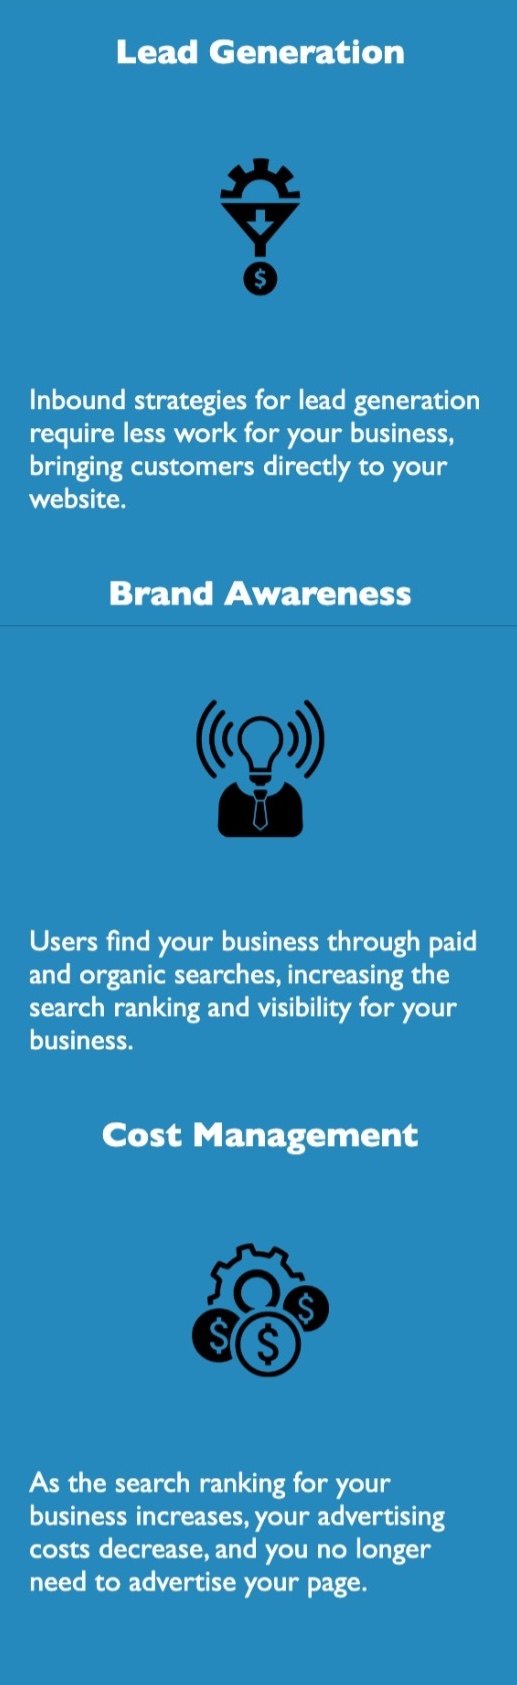 Lead Generation
$
Inbound strategies for lead generation
require less work for your business,
bringing customers directly to your
website.
Brand Awareness
Users find your business through paid
and organic searches, increasing the
search ranking and visibility for your
business.
Cost Management
$
$
$
As the search ranking for your
business increases, your advertising
costs decrease, and you no longer
need to advertise your page.